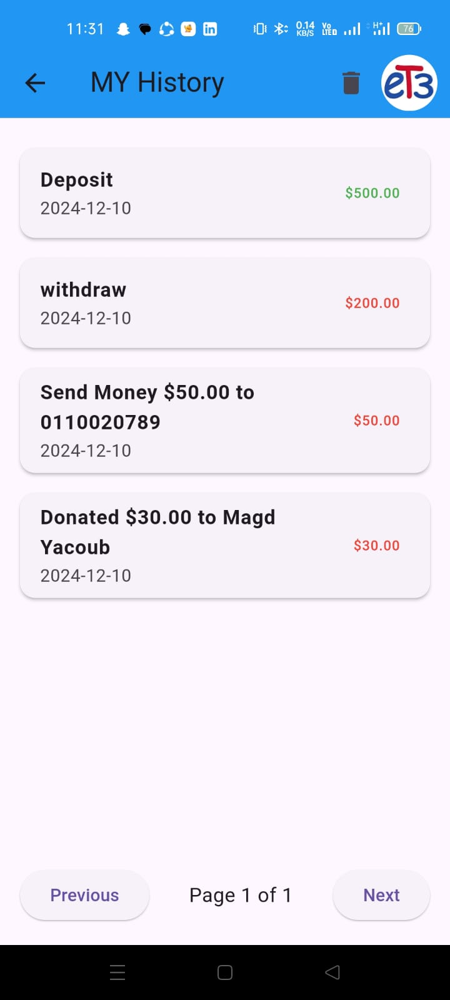 11:31 0.14 KB/S Vo LTED H+ 76
MY History
eT3
Deposit
2024-12-10
$500.00
withdraw
2024-12-10
$200.00
Send Money $50.00 to
0110020789
2024-12-10
$50.00
Donated $30.00 to Magd
Yacoub
2024-12-10
$30.00
Previous
Page 1 of 1
Next